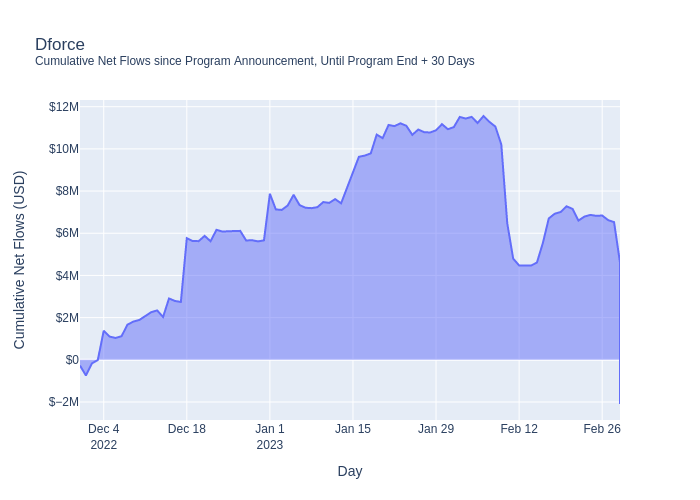 Dforce
Cumulative Net Flows since Program Announcement, Until Program End + 30 Days
Cumulative Net Flows (USD)
$12M
$10M
$8M
$6M
$4M
$2M
$0
$−2M
Dec 4
2022
Dec 18
Jan 1
2023
Jan 15
Jan 29
Feb 12
Feb 26
Day